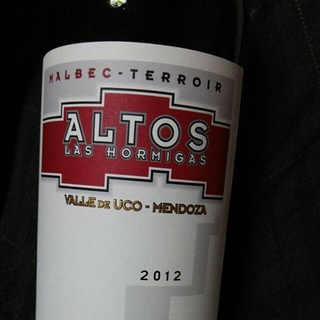 MALBEC - TERROIR
ALTOS
LAS HORMIGAS
VALLE DE UCO - MENDOZA
2012